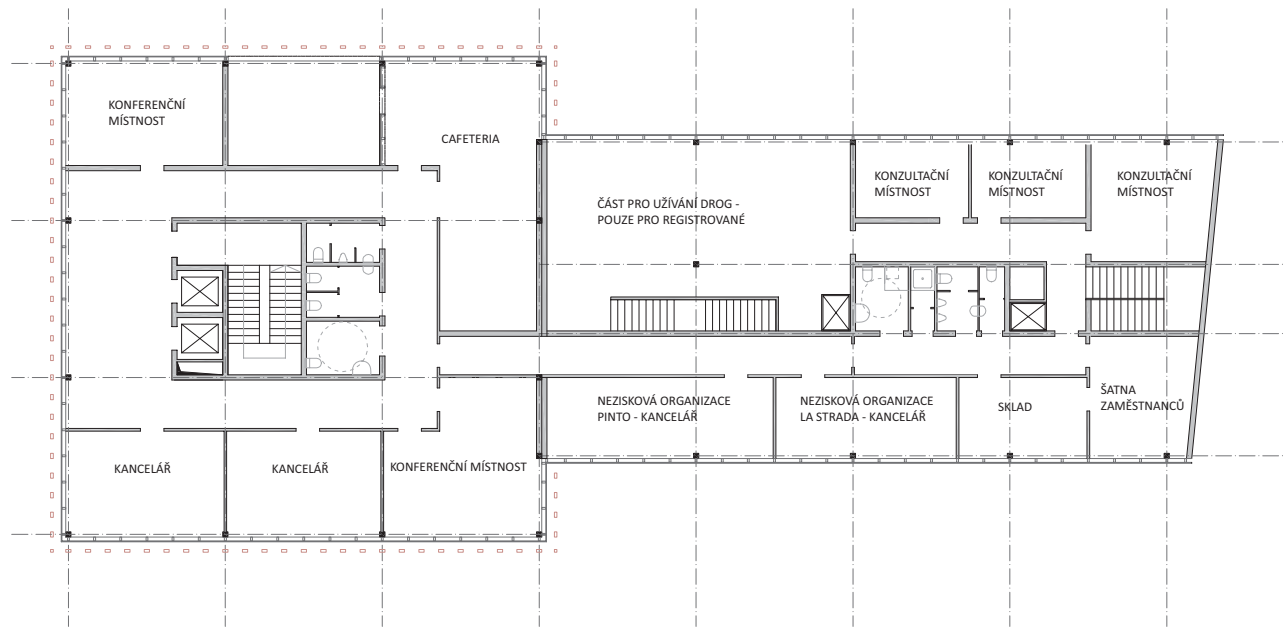 KONFERENČNÍ
MÍSTNOST
CAFETERIA
ČÁST PRO UŽÍVÁNÍ DROG -
POUZE PRO REGISTROVANÉ
KONZULTAČNÍ
MÍSTNOST
KONZULTAČNÍ
MÍSTNOST
KONZULTAČNÍ
MÍSTNOST
KANCELÁŘ
KANCELÁŘ
KONFERENČNÍ MÍSTNOST
NEZISKOVÁ ORGANIZACE
PINTO - KANCELÁŘ
NEZISKOVÁ ORGANIZACE
LA STRADA - KANCELÁŘ
SKLAD
ŠATNA
ZAMĚSTNANCŮ